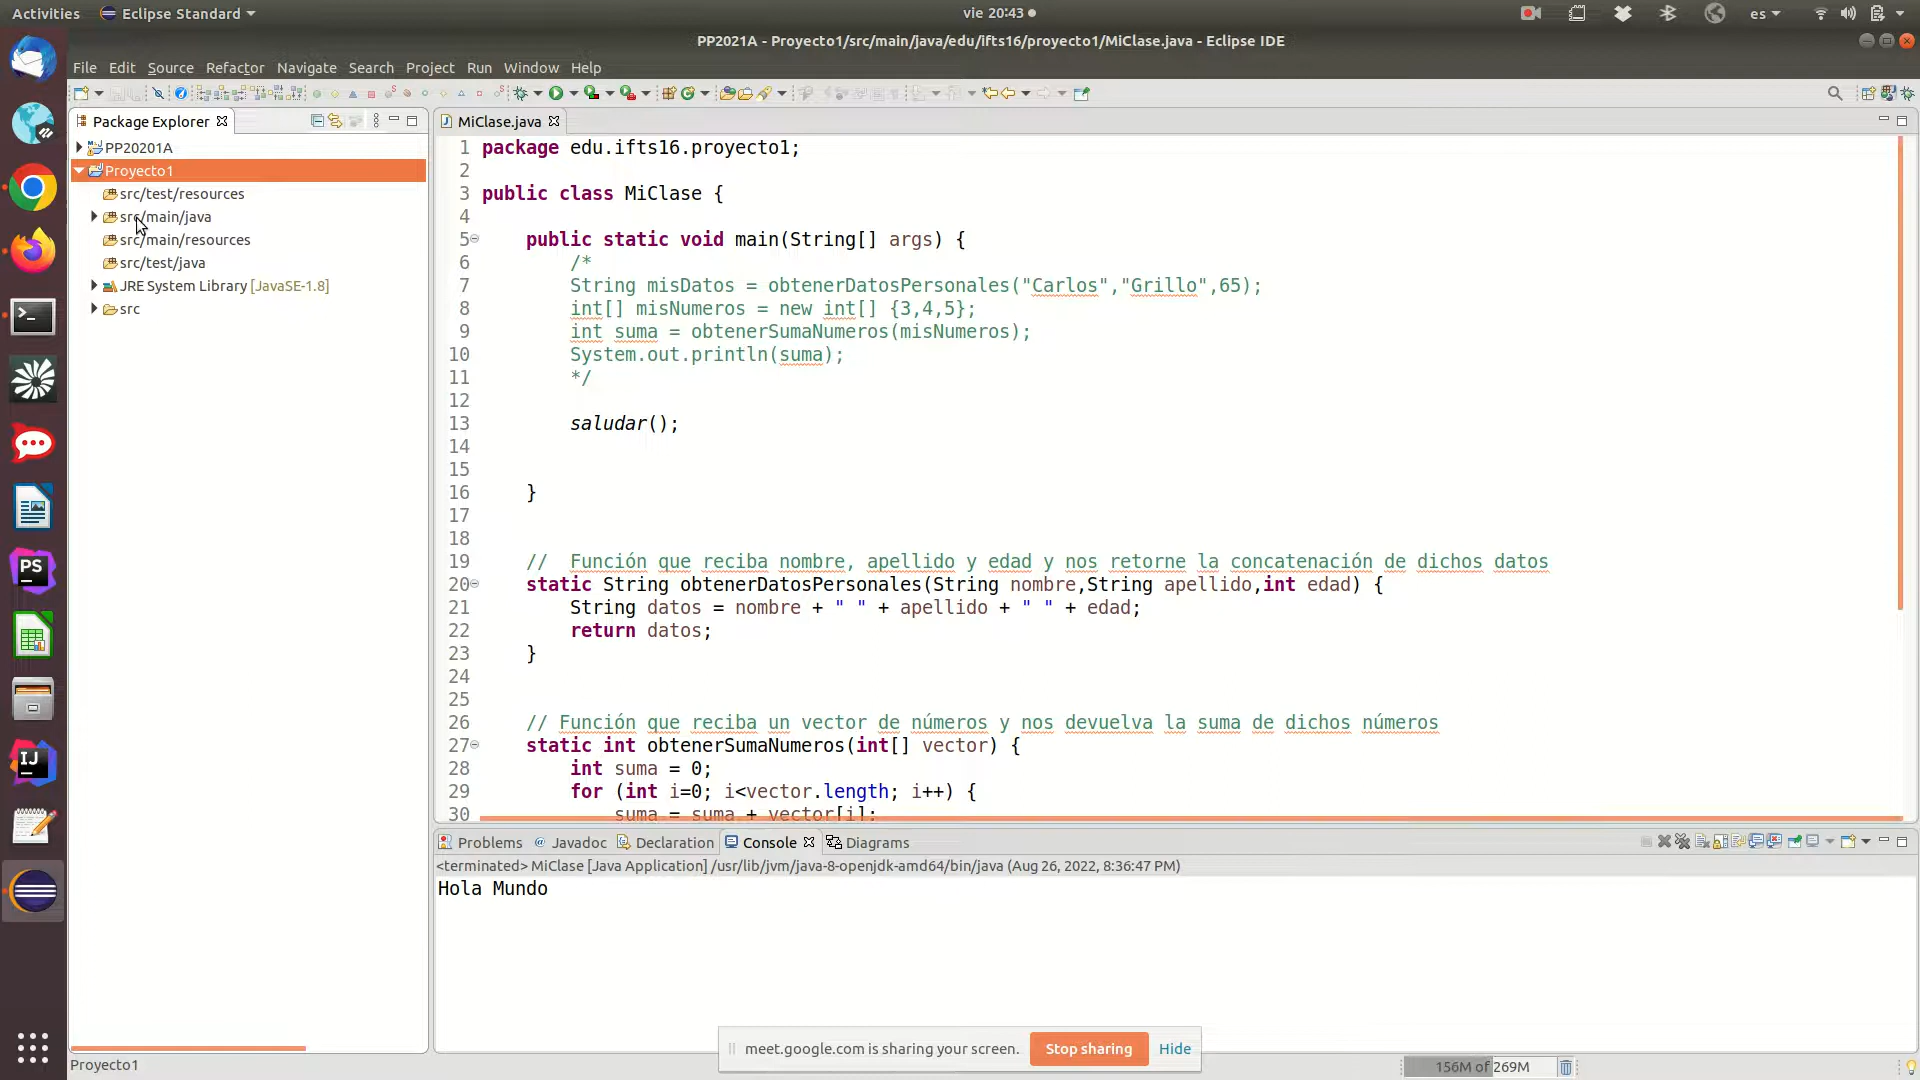 Activities Eclipse Standard vie 20:43 es
PP2021A - Proyecto1/src/main/java/edu/ifts16/proyecto1/MiClase.java - Eclipse IDE
File Edit Source Refactor Navigate Search Project Run Window Help
Package Explorer
MiClase.java
PP20201A
Proyecto1
src/test/resources
src/main/java
src/main/resources
src/test/java
JRE System Library [JavaSE-1.8]
src
1 package edu.ifts16.proyecto1;
2
3 public class MiClase {
4
5 public static void main(String[] args) {
6 /*
7 String misDatos = obtenerDatosPersonales("Carlos","Grillo",65);
8 int[] misNumeros = new int[] {3,4,5};
9 int suma = obtenerSumaNumeros(misNumeros);
10 System.out.println(suma);
11 */
12
13 saludar();
14
15
16 }
17
18
19 // Función que reciba nombre, apellido y edad y nos retorne la concatenación de dichos datos
20 static String obtenerDatosPersonales(String nombre,String apellido,int edad) {
21 String datos = nombre + " " + apellido + " " + edad;
22 return datos;
23 }
24
25
26 // Función que reciba un vector de números y nos devuelva la suma de dichos números
27 static int obtenerSumaNumeros(int[] vector) {
28 int suma = 0;
29 for (int i=0; i<vector.length; i++) {
30 suma = suma + vector[i];
Problems Javadoc Declaration Console Diagrams
<terminated> MiClase [Java Application] /usr/lib/jvm/java-8-openjdk-amd64/bin/java (Aug 26, 2022, 8:36:47 PM)
Hola Mundo
PS
IJ
meet.google.com is sharing your screen. Stop sharing Hide
Proyecto1
156M of 269M